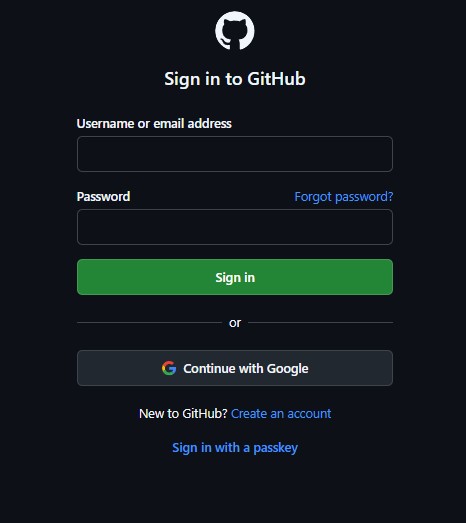 Sign in to GitHub
Username or email address
Password Forgot password?
Sign in
or
Continue with Google
New to GitHub? Create an account
Sign in with a passkey